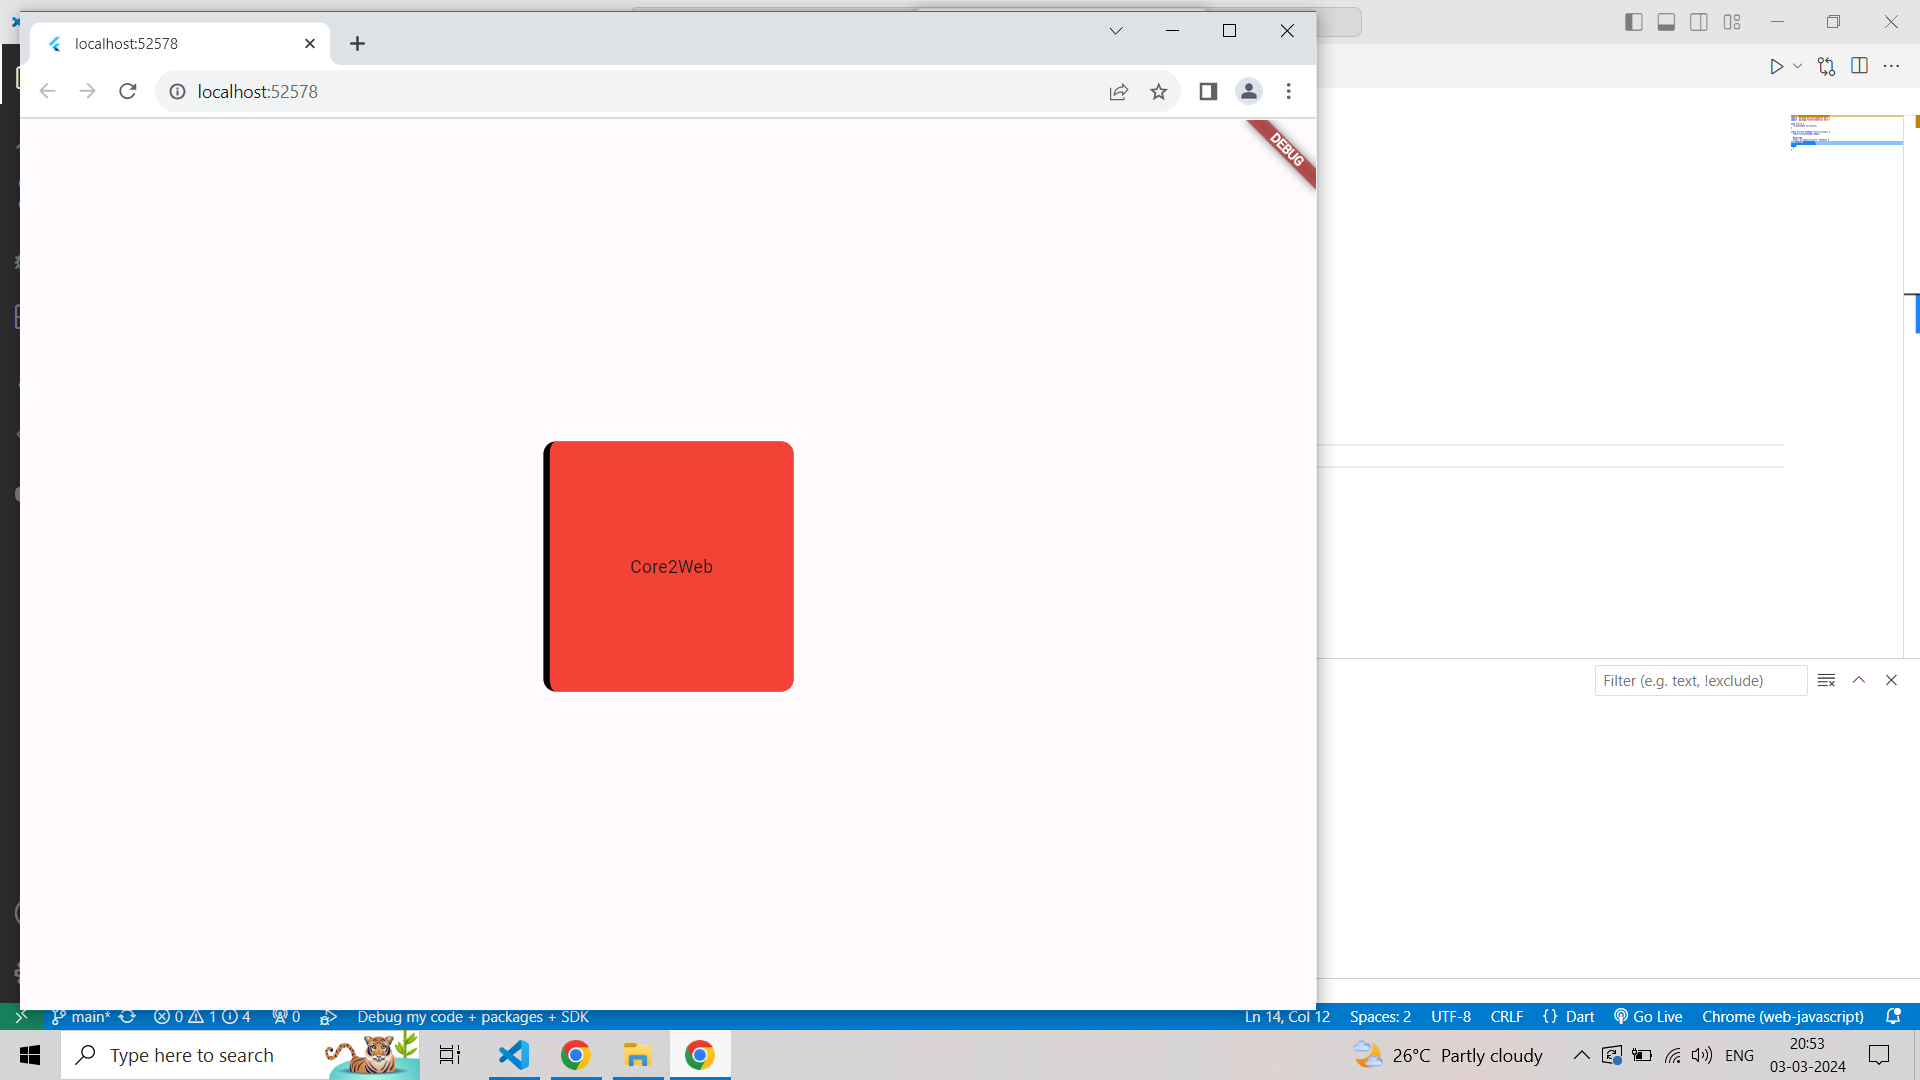 localhost:52578
localhost:52578
DEBUG
Core2Web
Filter (e.g. text, !exclude)
main* 0 1 4 0 Debug my code + packages + SDK Ln 14, Col 12 Spaces: 2 UTF-8 CRLF {} Dart Go Live Chrome (web-javascript)
Type here to search 26°C Partly cloudy ENG 20:53
03-03-2024